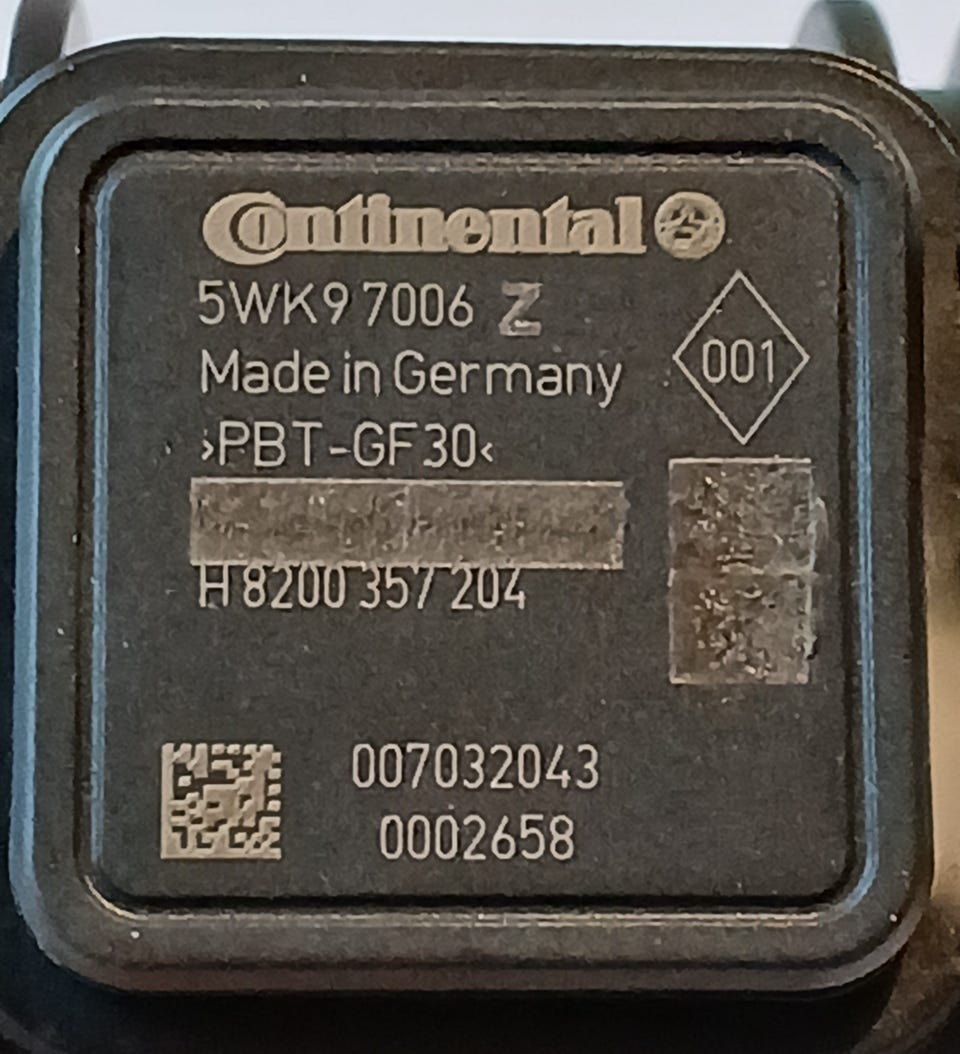 Continental
5WK9 7006 Z
Made in Germany
001
›PBT-GF30‹
H 8200 357 204
007032043
0002658